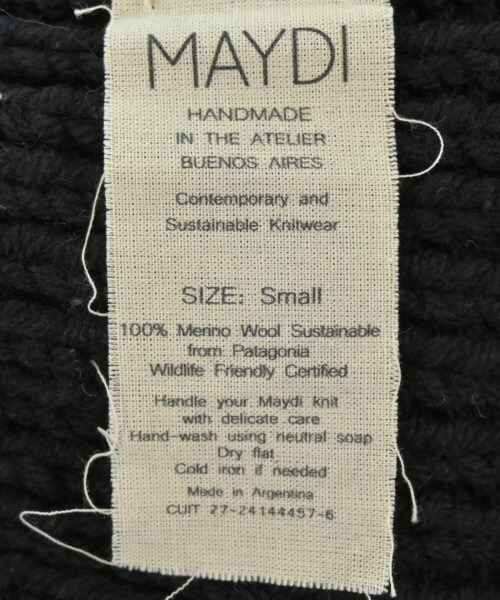 MAYDI
HANDMADE
IN THE ATELIER
BUENOS AIRES
Contemporary and
Sustainable Knitwear
SIZE: Small
100% Merino Wool Sustainable
from Patagonia
Wildlife Friendly Certified
Handle your Maydi knit
with delicate care
Hand-wash using neutral soap
Dry flat
Cold iron if needed
Made in Argentina
CUIT 27-24144457-6